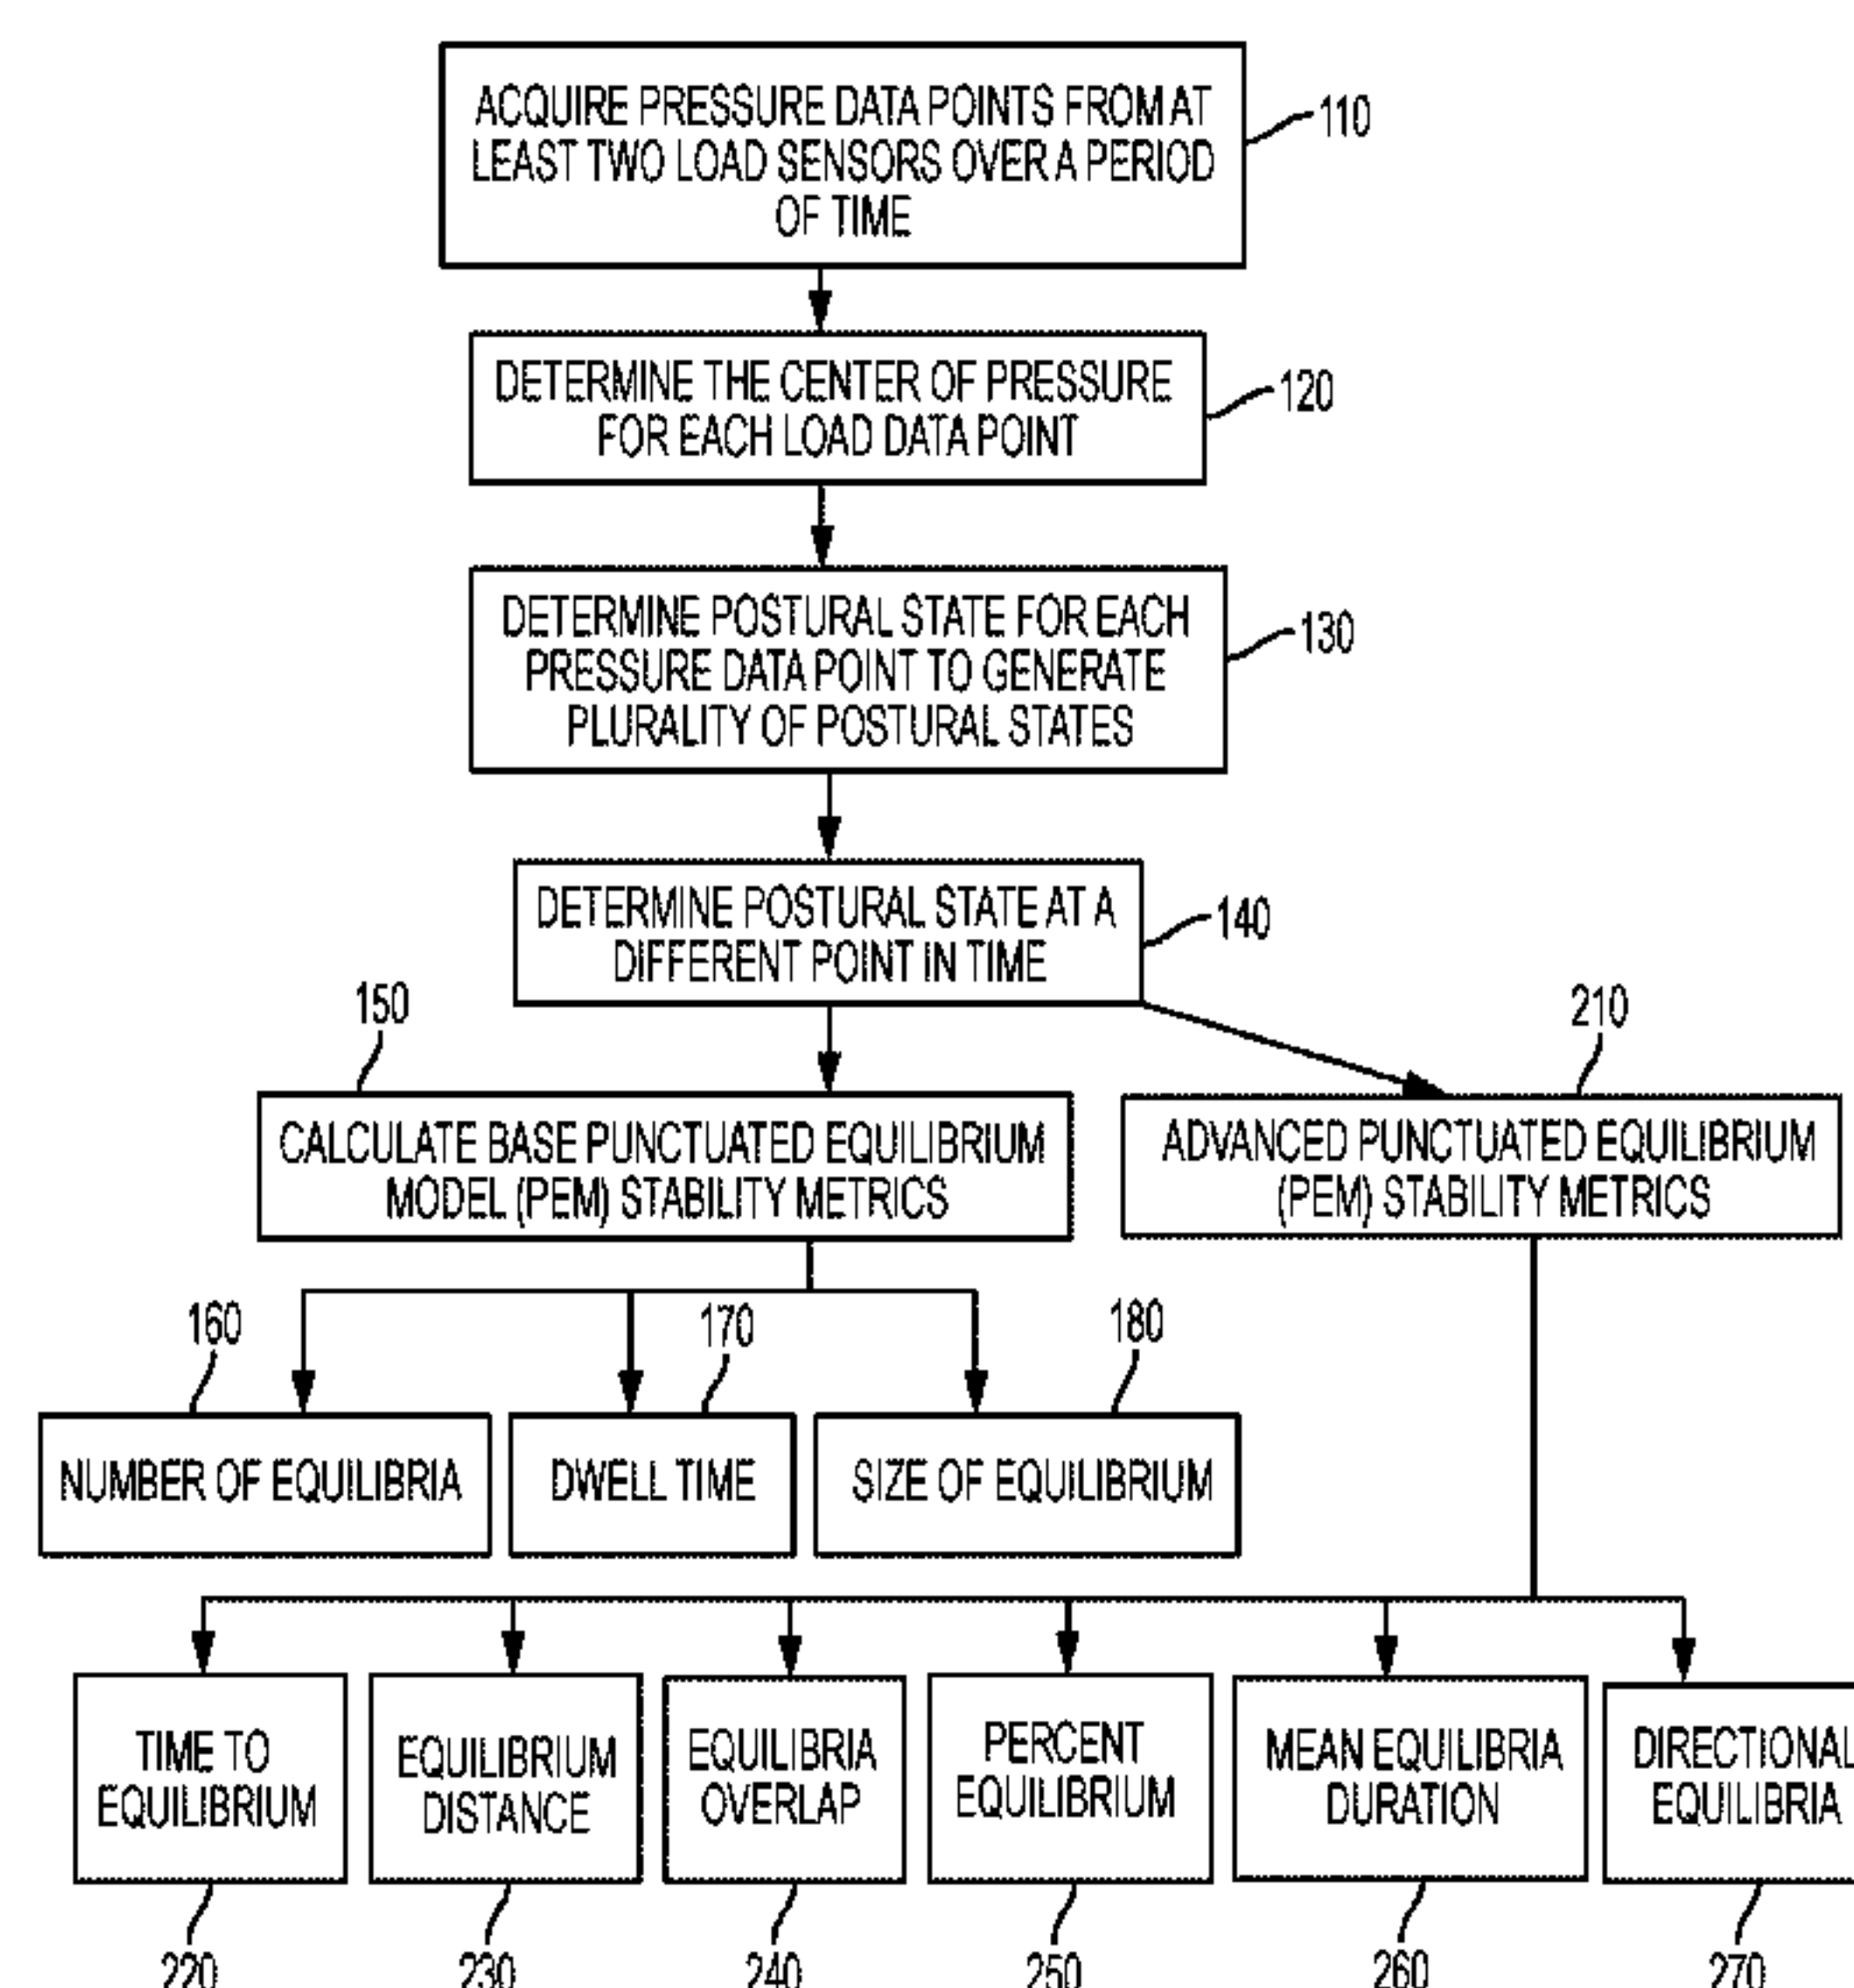 ACQUIRE PRESSURE DATA POINTS FROM AT
LEAST TWO LOAD SENSORS OVER A PERIOD
OF TIME
110
DETERMINE THE CENTER OF PRESSURE
FOR EACH LOAD DATA POINT
120
DETERMINE POSTURAL STATE FOR EACH
PRESSURE DATA POINT TO GENERATE
PLURALITY OF POSTURAL STATES
130
DETERMINE POSTURAL STATE AT A
DIFFERENT POINT IN TIME
140
150
210
CALCULATE BASE PUNCTUATED EQUILIBRIUM
MODEL (PEM) STABILITY METRICS
ADVANCED PUNCTUATED EQUILIBRIUM
(PEM) STABILITY METRICS
160
170
180
NUMBER OF EQUILIBRIA
DWELL TIME
SIZE OF EQUILIBRIUM
TIME TO
EQUILIBRIUM
EQUILIBRIUM
DISTANCE
EQUILIBRIA
OVERLAP
PERCENT
EQUILIBRIUM
MEAN EQUILIBRIA
DURATION
DIRECTIONAL
EQUILIBRIA
220
230
240
250
260
270